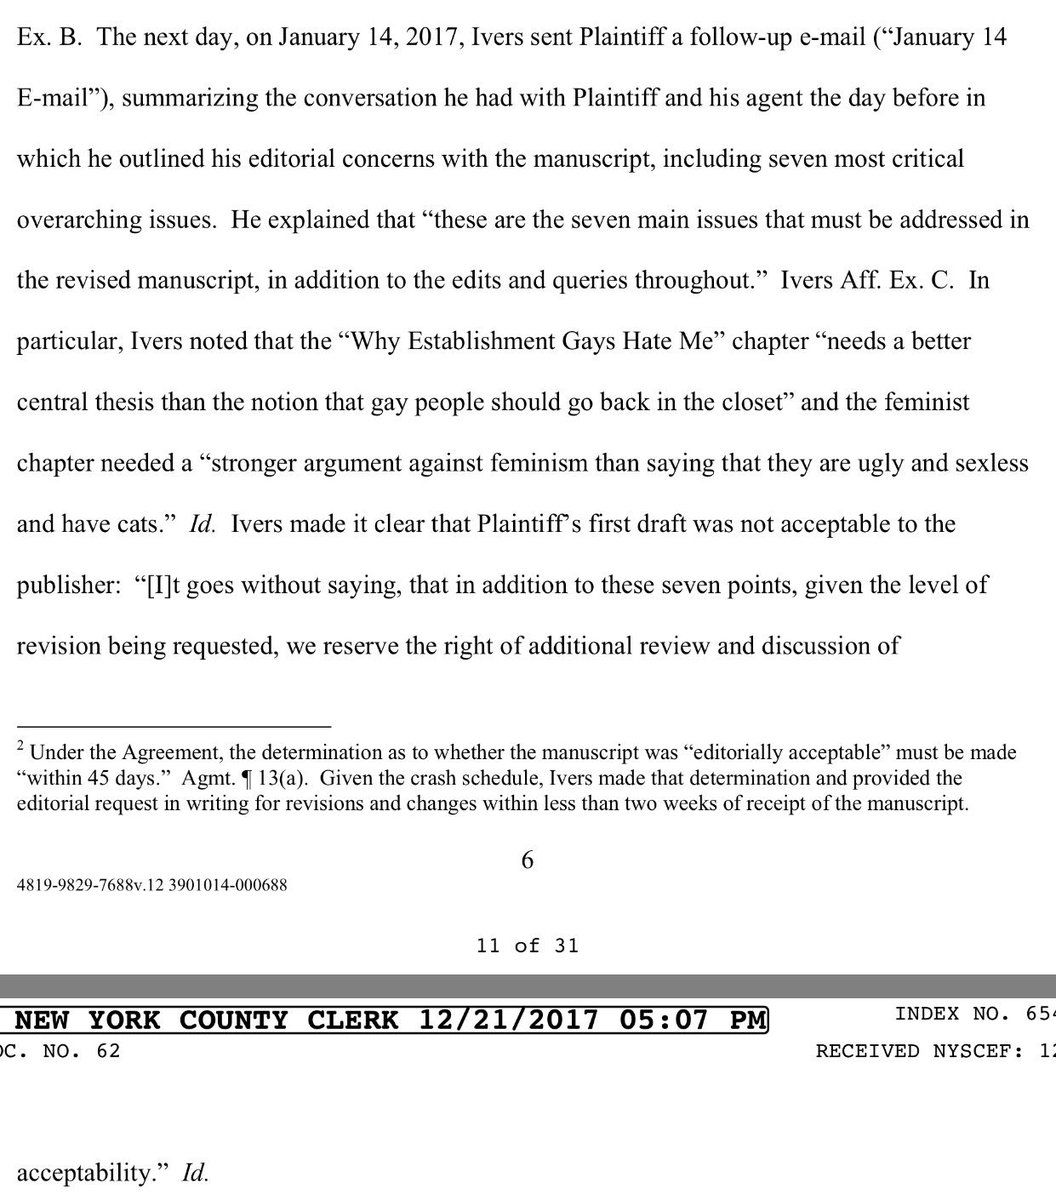 Ex. B.  The next day, on January 14, 2017, Ivers sent Plaintiff a follow-up e-mail (“January 14
E-mail”), summarizing the conversation he had with Plaintiff and his agent the day before in
which he outlined his editorial concerns with the manuscript, including seven most critical
overarching issues.  He explained that “these are the seven main issues that must be addressed in
the revised manuscript, in addition to the edits and queries throughout.”  Ivers Aff. Ex. C.  In
particular, Ivers noted that the “Why Establishment Gays Hate Me” chapter “needs a better
central thesis than the notion that gay people should go back in the closet” and the feminist
chapter needed a “stronger argument against feminism than saying that they are ugly and sexless
and have cats.”  Id.  Ivers made it clear that Plaintiff’s first draft was not acceptable to the
publisher:  “[I]t goes without saying, that in addition to these seven points, given the level of
revision being requested, we reserve the right of additional review and discussion of
2 Under the Agreement, the determination as to whether the manuscript was “editorially acceptable” must be made
“within 45 days.”  Agmt. ¶ 13(a).  Given the crash schedule, Ivers made that determination and provided the
editorial request in writing for revisions and changes within less than two weeks of receipt of the manuscript.
6
4819-9829-7688v.12 3901014-000688
11 of 31
NEW YORK COUNTY CLERK 12/21/2017 05:07 PM
INDEX NO. 654
OC. NO. 62
RECEIVED NYSCEF: 12
acceptability.”  Id.